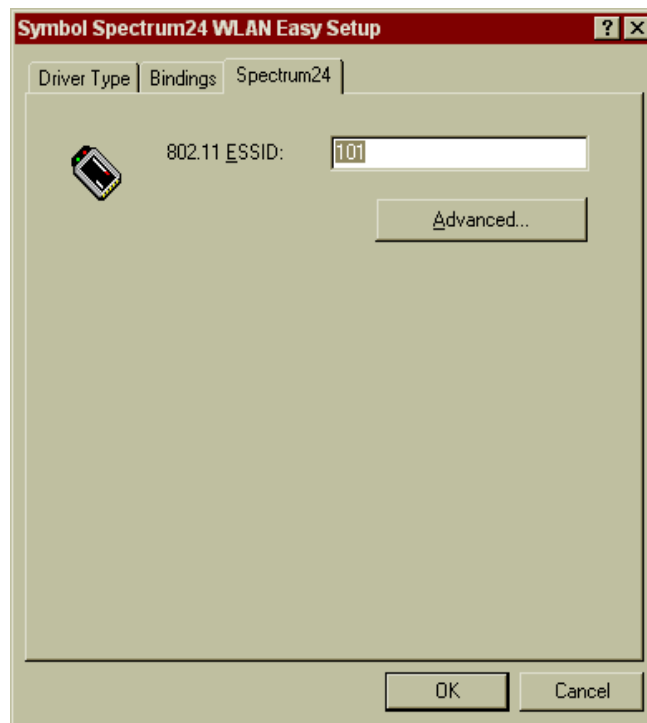 Symbol Spectrum24 WLAN Easy Setup
Driver Type Bindings Spectrum24
802.11 ESSID: 101
Advanced...
OK Cancel